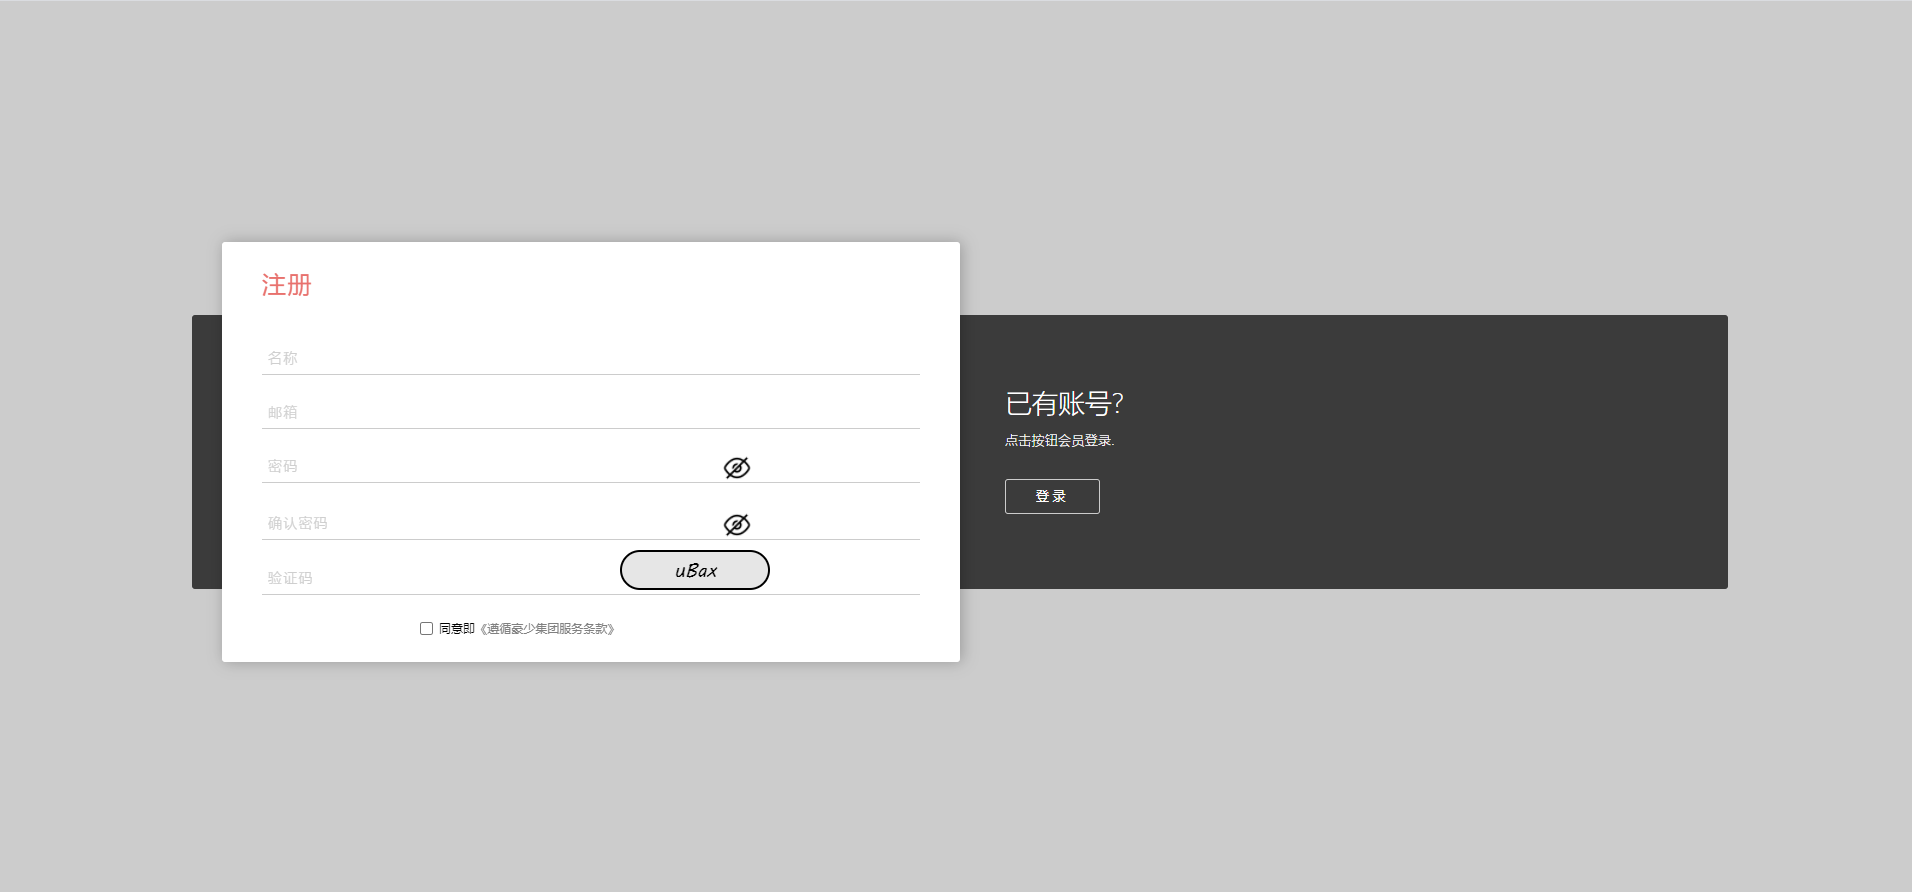 注册
名称
邮箱
密码
确认密码
验证码
uBax
同意即《遵循豪少集团服务条款》
已有账号?
点击按钮会员登录.
登录